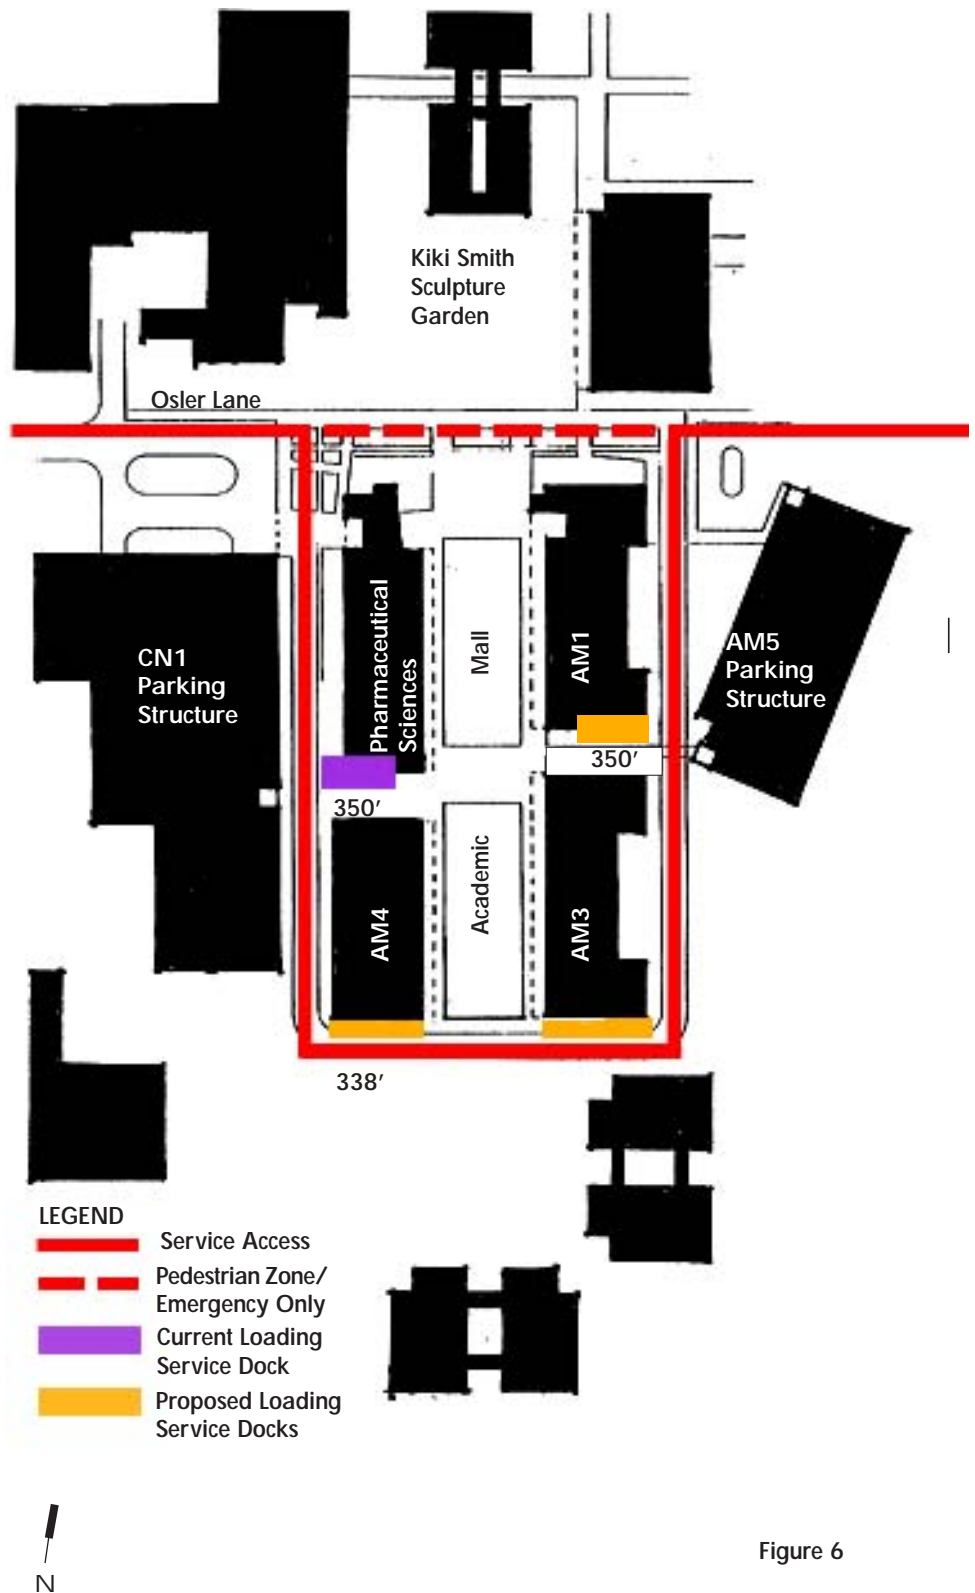 Kiki Smith
Sculpture
Garden
Osler Lane
CN1
Parking
Structure
Pharmaceutical
Sciences
Mall
AM1
AM5
Parking
Structure
350'
350'
AM4
Academic
AM3
338'
LEGEND
Service Access
Pedestrian Zone/
Emergency Only
Current Loading
Service Dock
Proposed Loading
Service Docks
N
Figure 6